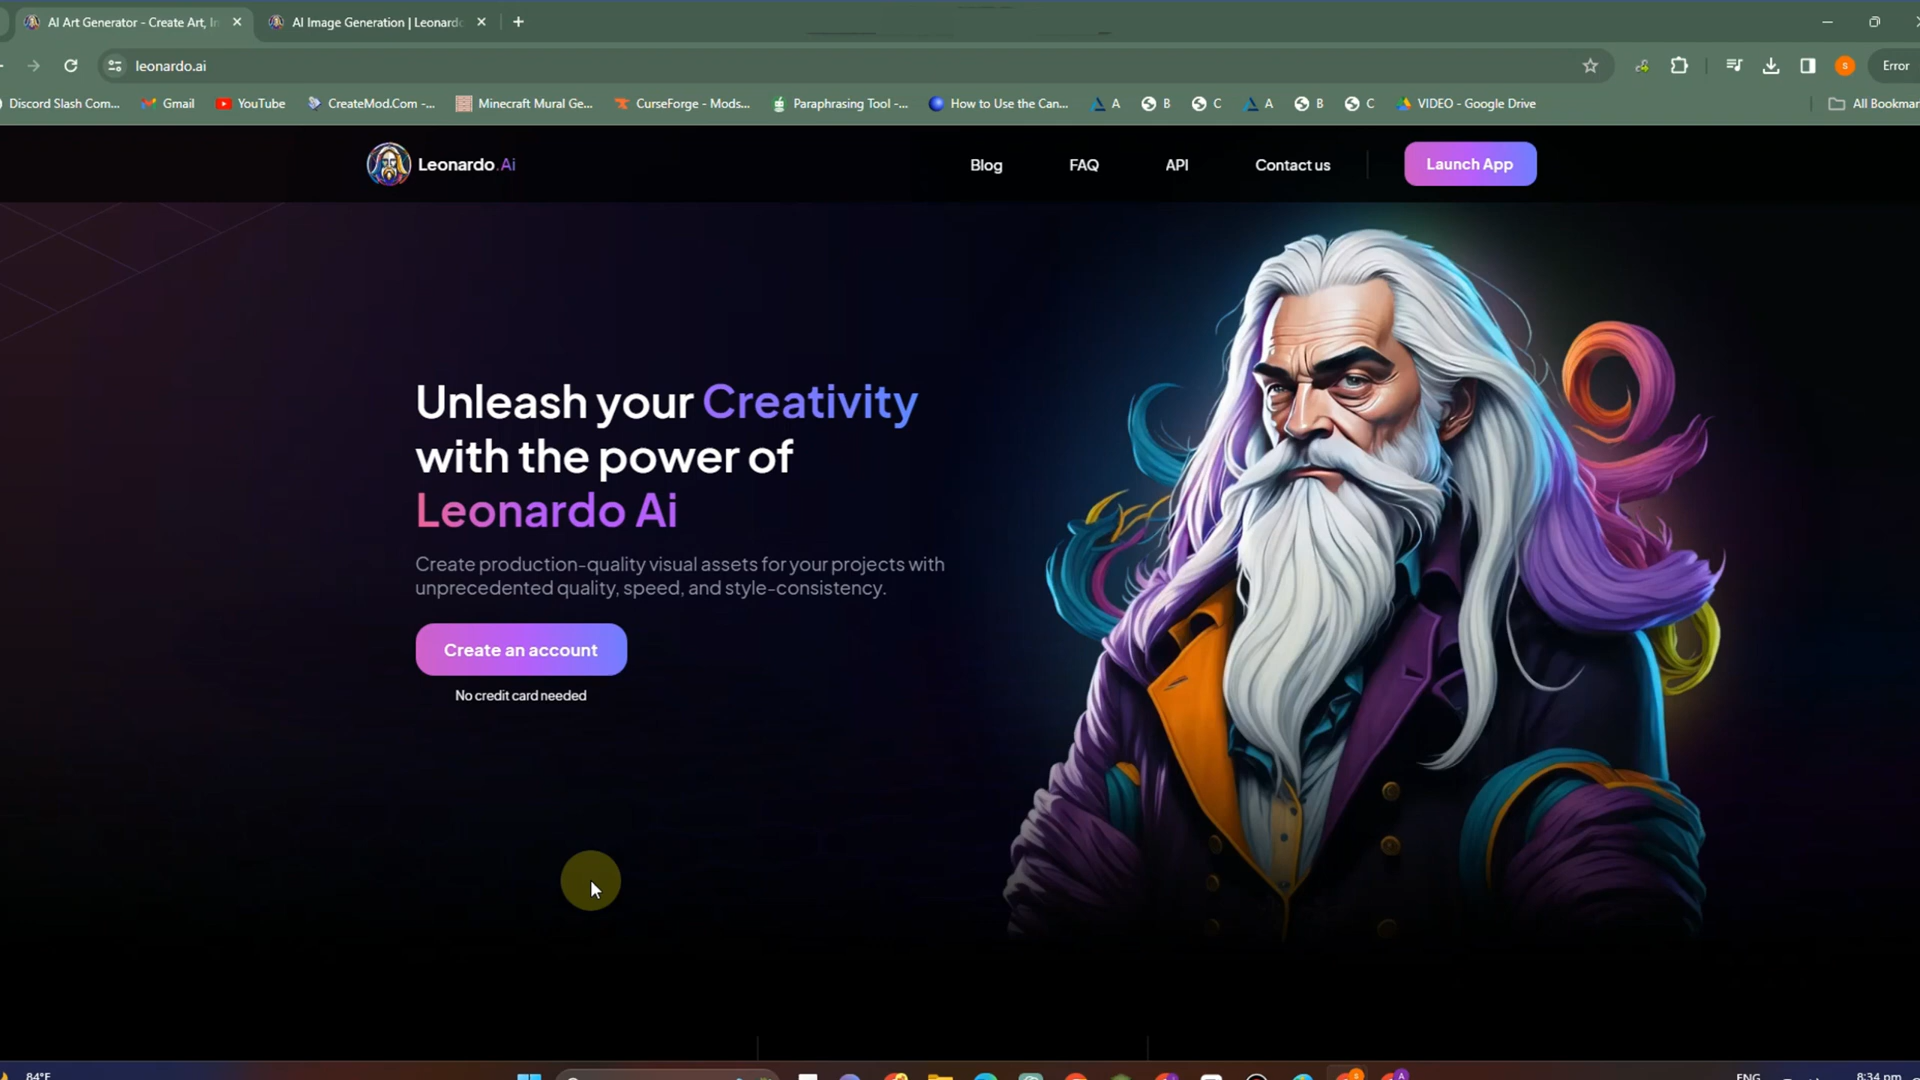 AI Art Generator - Create Art, In
AI Image Generation | Leonardo
leonardo.ai
Error
Discord Slash Com...
Gmail
YouTube
CreateMod.Com -...
Minecraft Mural Ge...
CurseForge - Mods...
Paraphrasing Tool -...
How to Use the Can...
A
B
C
A
B
C
VIDEO - Google Drive
All Bookmar
Leonardo.Ai
Blog
FAQ
API
Contact us
Launch App
Unleash your Creativity
with the power of
Leonardo Ai
Create production-quality visual assets for your projects with
unprecedented quality, speed, and style-consistency.
Create an account
No credit card needed
84°F
ENG
8:34 pm